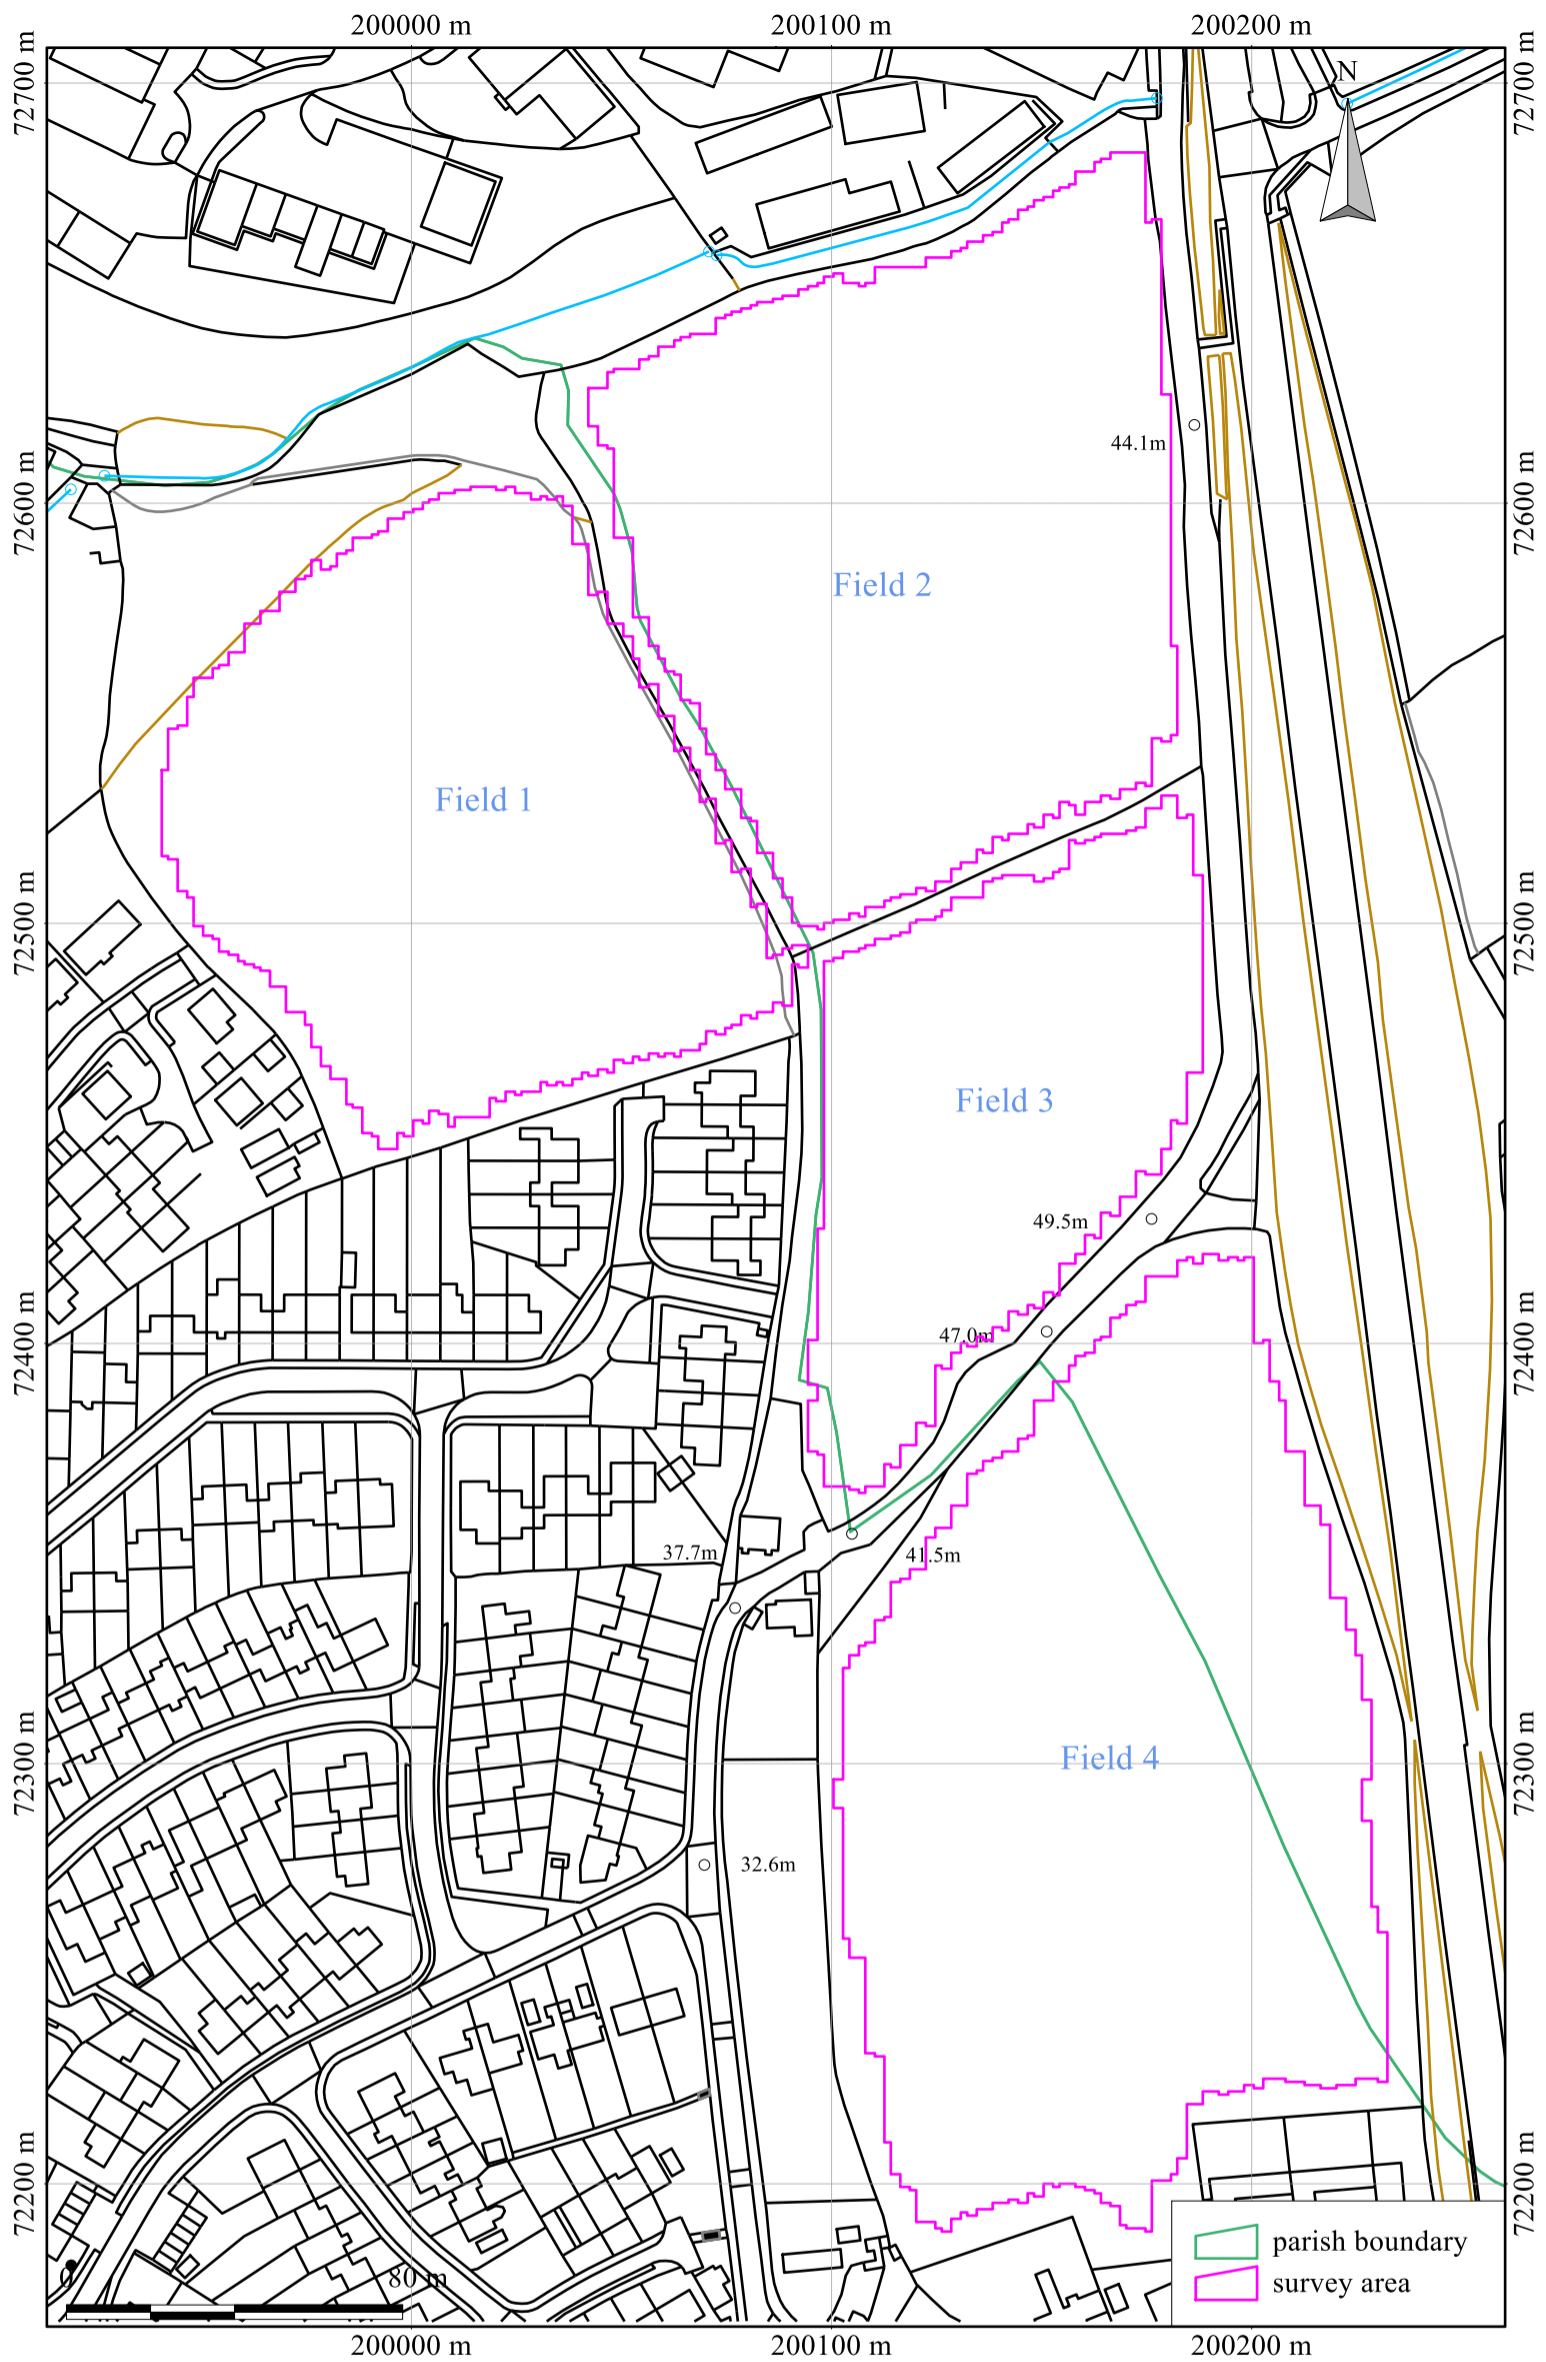 200000 m 200100 m 200200 m
72700 m 72700 m
N
44.1m
72600 m 72600 m
Field 2
Field 1
72500 m 72500 m
Field 3
49.5m
47.0m
72400 m 72400 m
37.7m
41.5m
72300 m 72300 m
Field 4
32.6m
72200 m 72200 m
parish boundary
survey area
0 80 m
200000 m 200100 m 200200 m